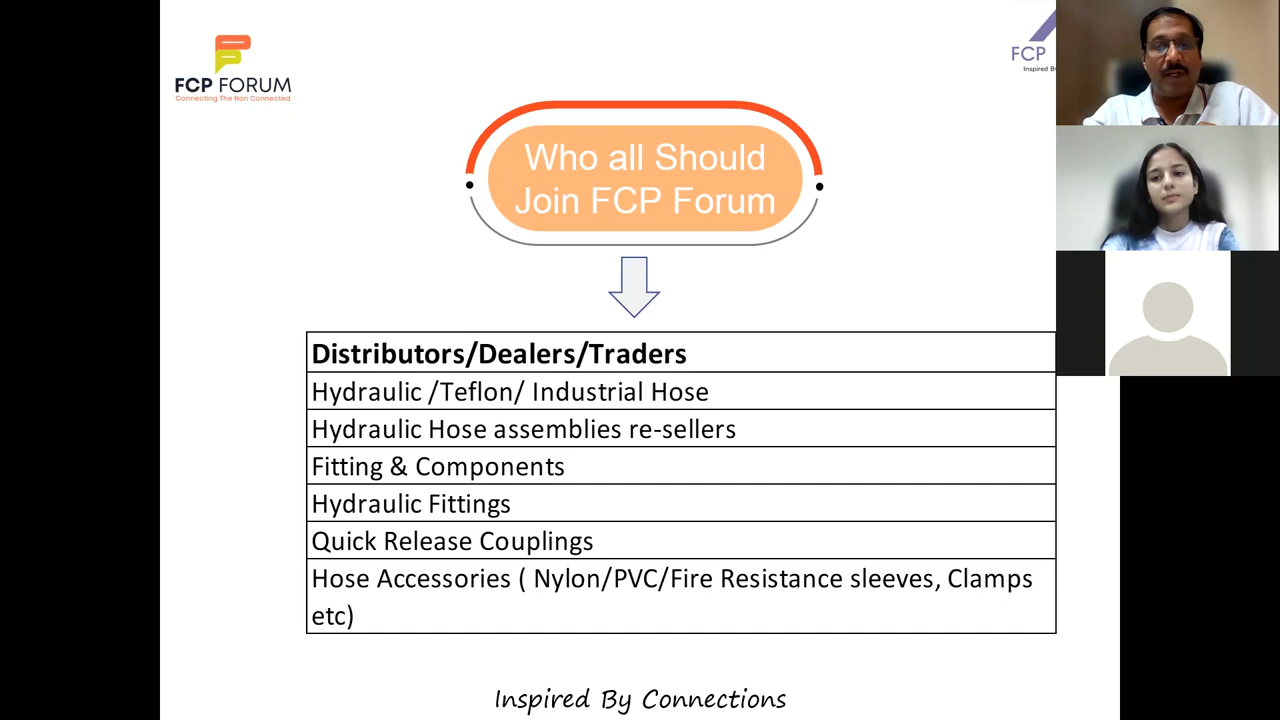 FCP FORUM
Connecting The Non Connected
FCP
Inspired By
Who all Should
Join FCP Forum
Distributors/Dealers/Traders
Hydraulic /Teflon/ Industrial Hose
Hydraulic Hose assemblies re-sellers
Fitting & Components
Hydraulic Fittings
Quick Release Couplings
Hose Accessories ( Nylon/PVC/Fire Resistance sleeves, Clamps
etc)
Inspired By Connections